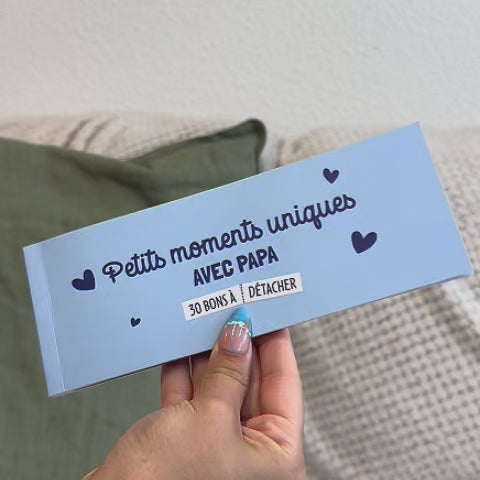 Petits moments uniques
AVEC PAPA
30 BONS À DÉTACHER